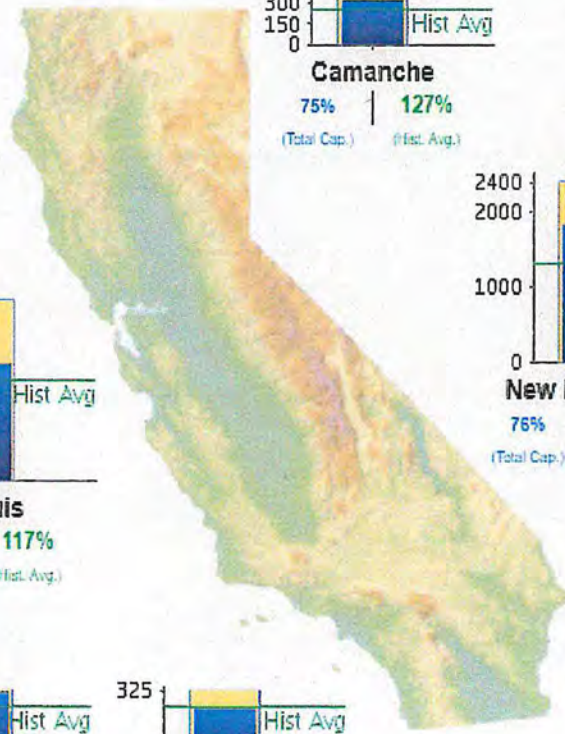 300
150
0
Hist Avg
Camanche
75% 127%
(Total Cap.) (Hist. Avg.)
2400
2000
1000
0
New
76%
(Total Cap.)
Hist Avg
is
117%
Hist. Avg.)
Hist Avg
325
Hist Avg